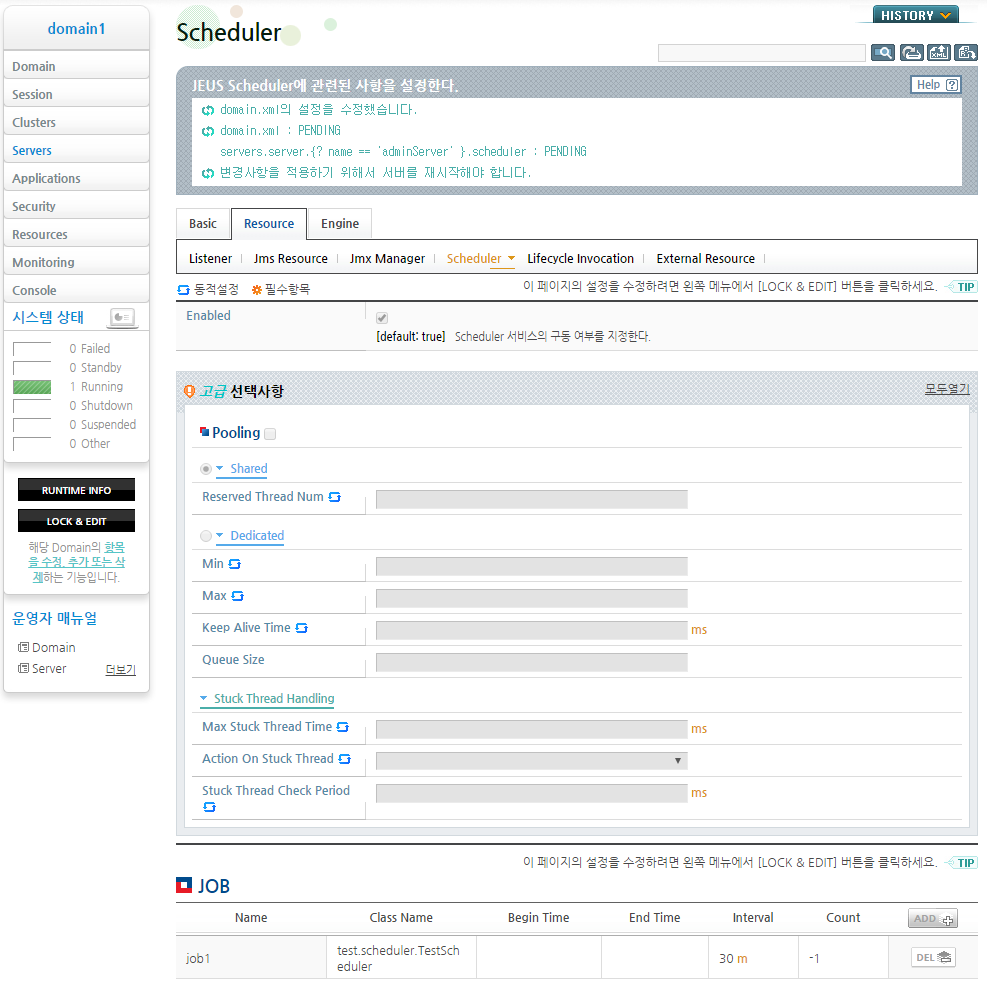 domain1
Domain
Session
Clusters
Servers
Applications
Security
Resources
Monitoring
Console
시스템 상태
0 Failed
0 Standby
1 Running
0 Shutdown
0 Suspended
0 Other
RUNTIME INFO
LOCK & EDIT
해당 Domain의 항목
을 수정, 추가 또는 삭
제하는 기능입니다.
운영자 매뉴얼
Domain
Server 더보기
Scheduler
HISTORY
XML
JEUS Scheduler에 관련된 사항을 설정한다.
Help ?
domain.xml의 설정을 수정했습니다.
domain.xml : PENDING
servers.server.{? name == 'adminServer' }.scheduler : PENDING
변경사항을 적용하기 위해서 서버를 재시작해야 합니다.
Basic Resource Engine
Listener Jms Resource Jmx Manager Scheduler Lifecycle Invocation External Resource
동적설정 필수항목 이 페이지의 설정을 수정하려면 왼쪽 메뉴에서 [LOCK & EDIT] 버튼을 클릭하세요. TIP
Enabled
[default: true] Scheduler 서비스의 구동 여부를 지정한다.
고급 선택사항 모두열기
Pooling
Shared
Reserved Thread Num
Dedicated
Min
Max
Keep Alive Time ms
Queue Size
Stuck Thread Handling
Max Stuck Thread Time ms
Action On Stuck Thread
Stuck Thread Check Period ms
이 페이지의 설정을 수정하려면 왼쪽 메뉴에서 [LOCK & EDIT] 버튼을 클릭하세요. TIP
JOB
Name Class Name Begin Time End Time Interval Count ADD
job1 test.scheduler.TestSch
eduler 30 m -1 DEL